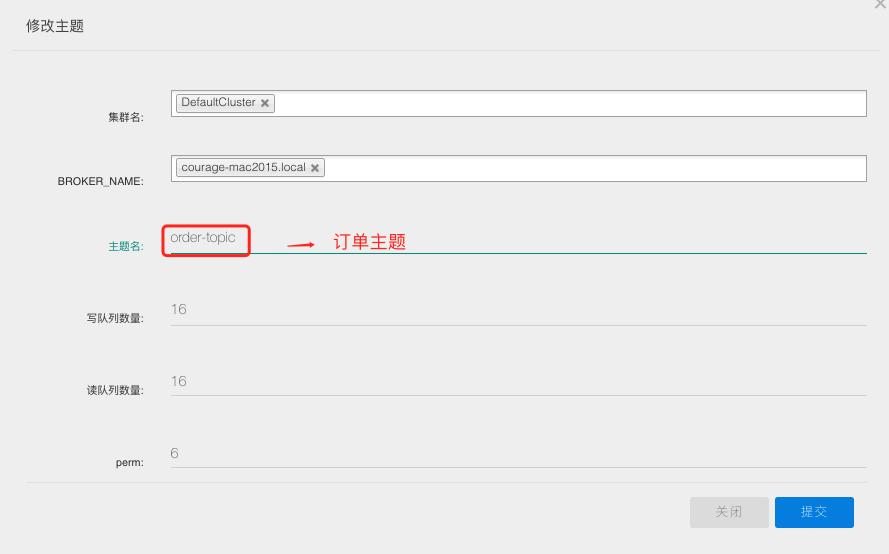 修改主题
集群名: DefaultCluster
BROKER_NAME: courage-mac2015.local
主题名: order-topic 订单主题
写队列数量: 16
读队列数量: 16
perm: 6
关闭 提交